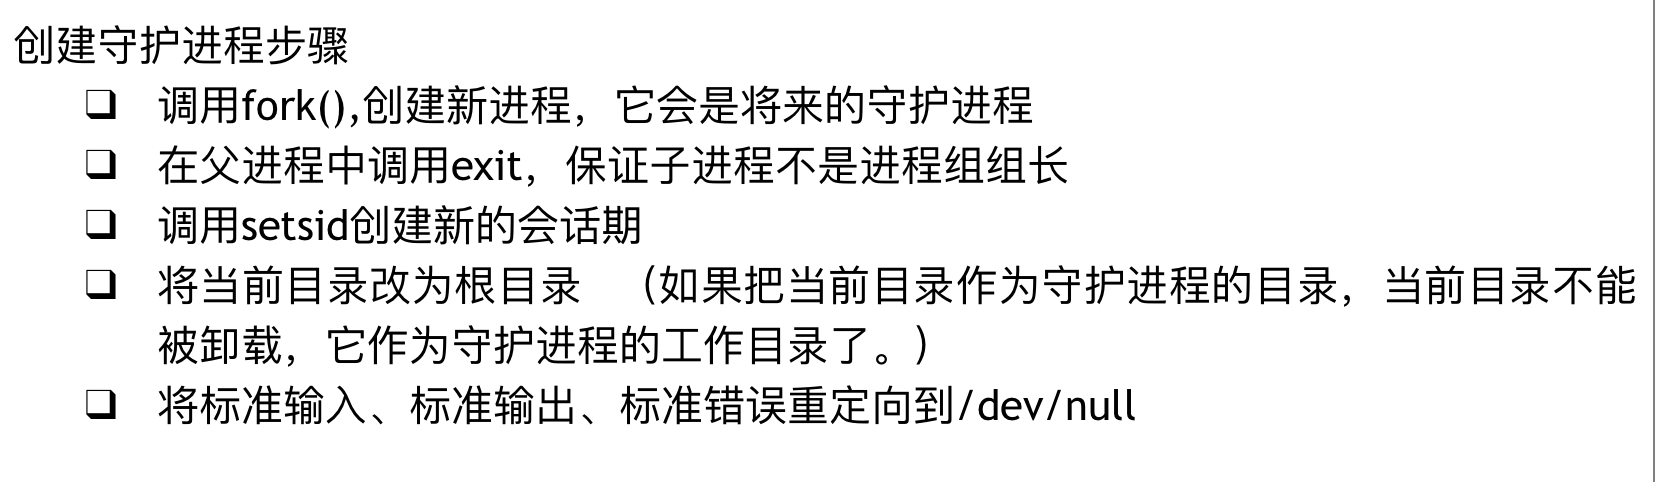 创建守护进程步骤
❑ 调用fork(),创建新进程，它会是将来的守护进程
❑ 在父进程中调用exit，保证子进程不是进程组组长
❑ 调用setsid创建新的会话期
❑ 将当前目录改为根目录 （如果把当前目录作为守护进程的目录，当前目录不能
被卸载，它作为守护进程的工作目录了。）
❑ 将标准输入、标准输出、标准错误重定向到/dev/null